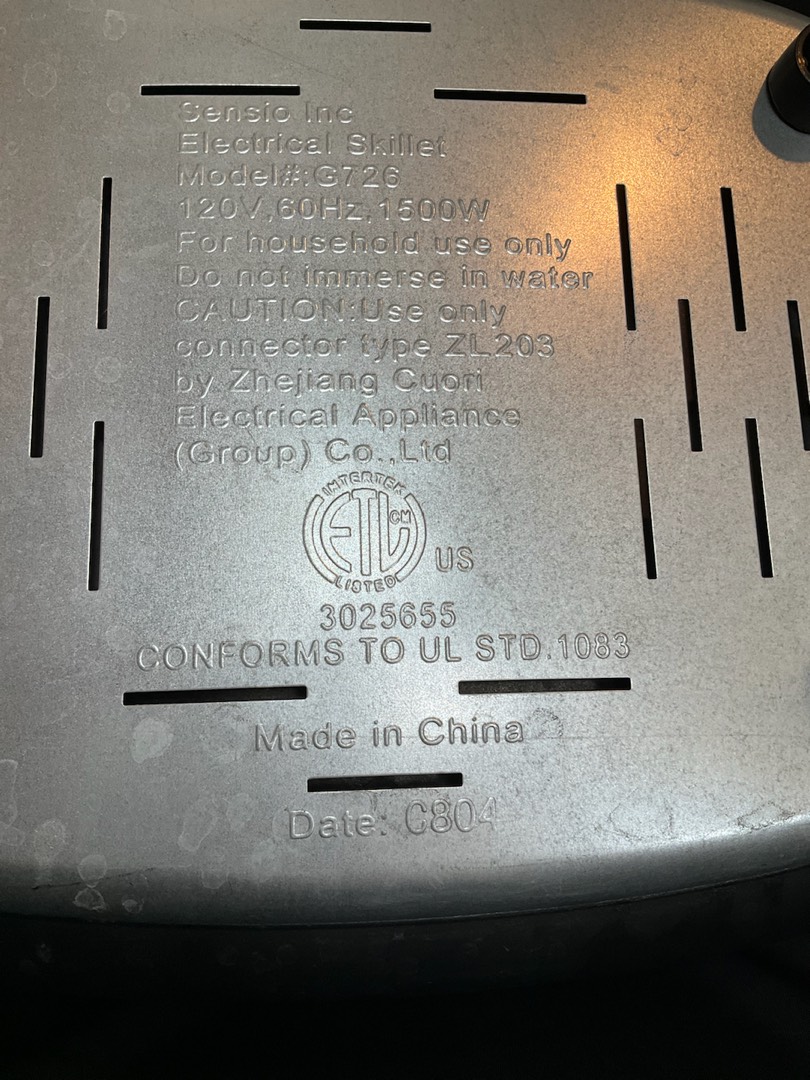 Sensio Inc
Electrical Skillet
Model#:G726
120V,60Hz,1500W
For household use only
Do not immerse in water
CAUTION:Use only
connector type ZL203
by Zhejiang Cuori
Electrical Appliance
(Group) Co.,Ltd
INTERTEK
ETL CM
LISTED
US
3025655
CONFORMS TO UL STD.1083
Made in China
Date: C804